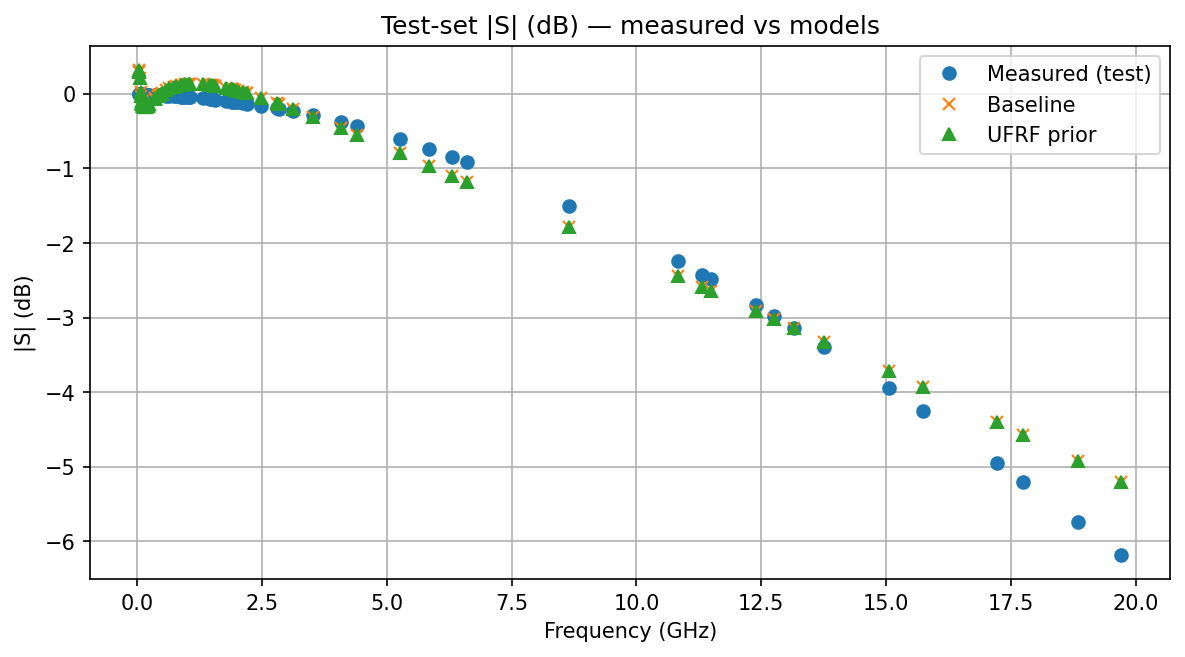 Test-set |S| (dB) — measured vs models
Measured (test)
Baseline
UFRF prior
|S| (dB)
0
−1
−2
−3
−4
−5
−6
0.0 2.5 5.0 7.5 10.0 12.5 15.0 17.5 20.0
Frequency (GHz)